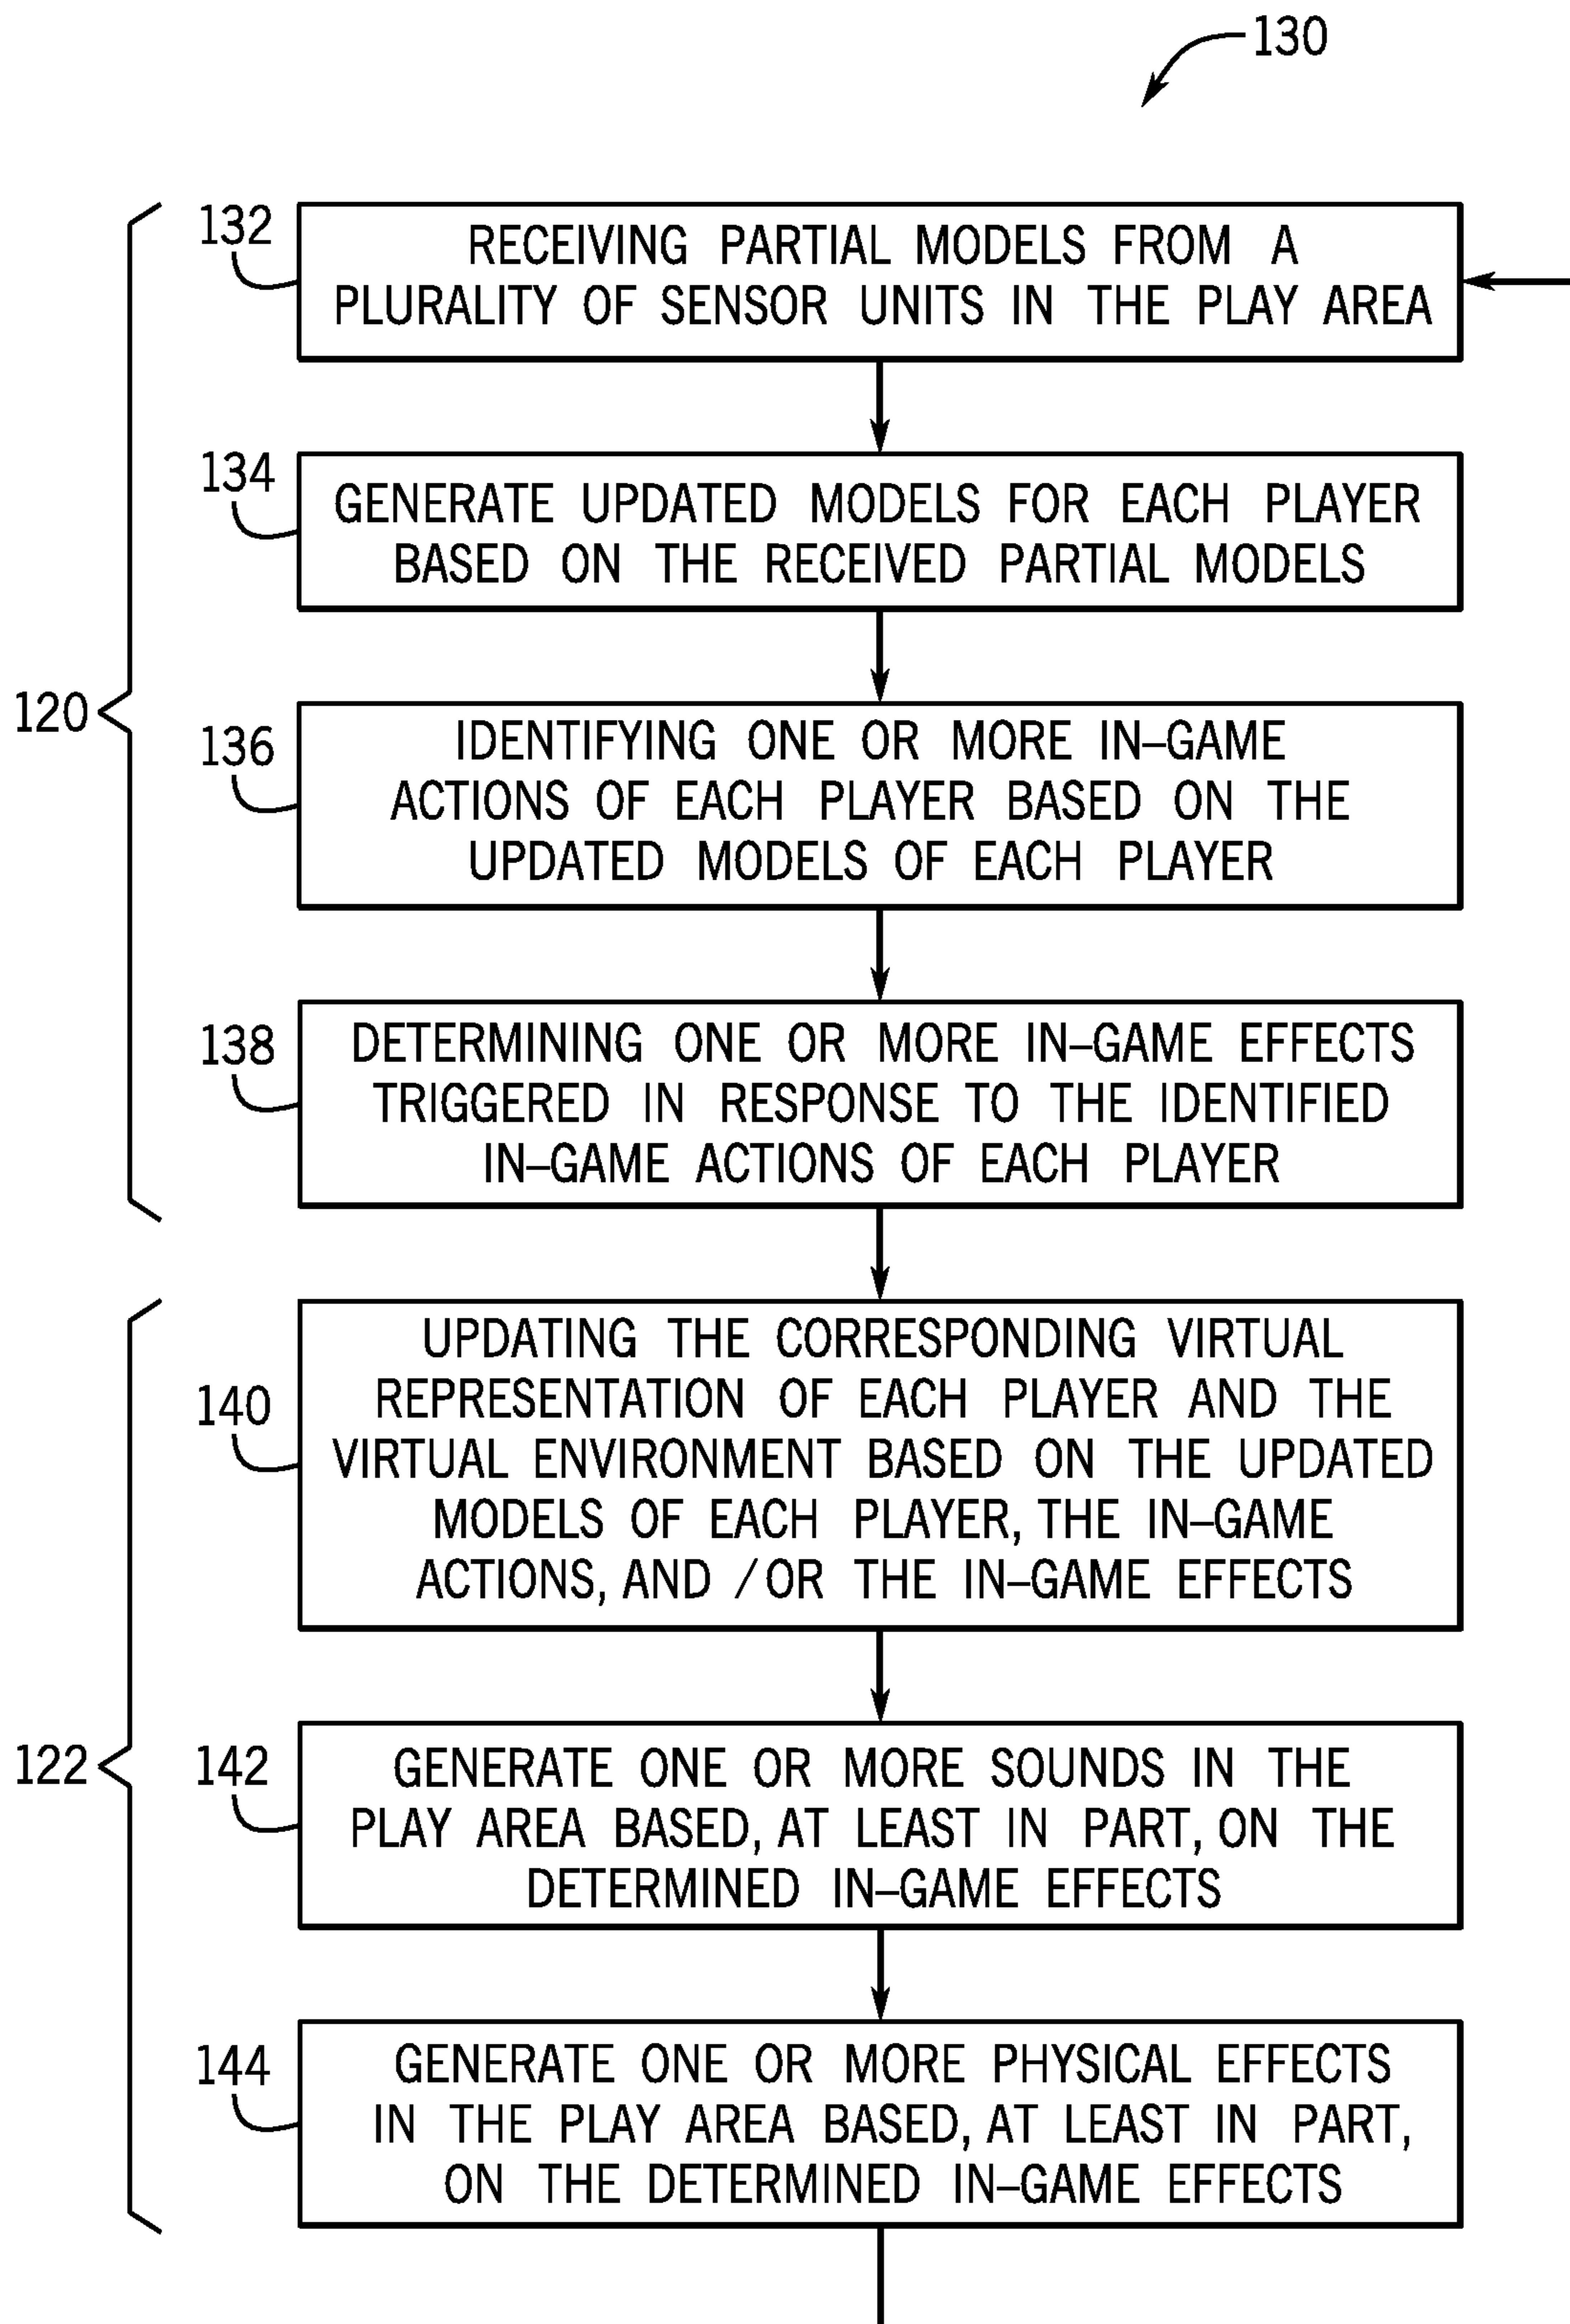 130
132
RECEIVING PARTIAL MODELS FROM A
PLURALITY OF SENSOR UNITS IN THE PLAY AREA
134
GENERATE UPDATED MODELS FOR EACH PLAYER
BASED ON THE RECEIVED PARTIAL MODELS
120
136
IDENTIFYING ONE OR MORE IN–GAME
ACTIONS OF EACH PLAYER BASED ON THE
UPDATED MODELS OF EACH PLAYER
138
DETERMINING ONE OR MORE IN–GAME EFFECTS
TRIGGERED IN RESPONSE TO THE IDENTIFIED
IN–GAME ACTIONS OF EACH PLAYER
140
UPDATING THE CORRESPONDING VIRTUAL
REPRESENTATION OF EACH PLAYER AND THE
VIRTUAL ENVIRONMENT BASED ON THE UPDATED
MODELS OF EACH PLAYER, THE IN–GAME
ACTIONS, AND /OR THE IN–GAME EFFECTS
122
142
GENERATE ONE OR MORE SOUNDS IN THE
PLAY AREA BASED, AT LEAST IN PART, ON THE
DETERMINED IN–GAME EFFECTS
144
GENERATE ONE OR MORE PHYSICAL EFFECTS
IN THE PLAY AREA BASED, AT LEAST IN PART,
ON THE DETERMINED IN–GAME EFFECTS